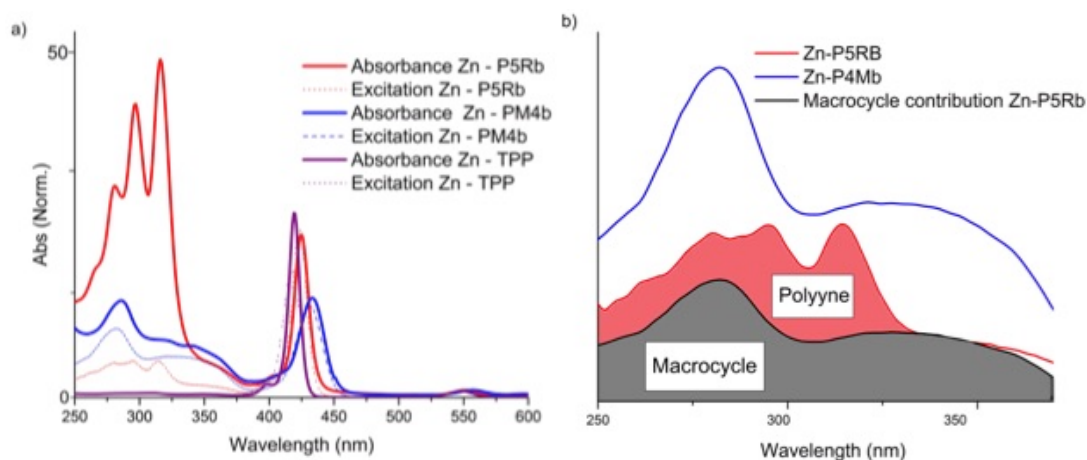 a)
50
Absorbance Zn - P5Rb
Excitation Zn - P5Rb
Absorbance Zn - PM4b
Excitation Zn - PM4b
Absorbance Zn - TPP
Excitation Zn - TPP
Abs (Norm.)
0
250 300 350 400 450 500 550 600
Wavelength (nm)
b)
Zn-P5RB
Zn-P4Mb
Macrocycle contribution Zn-P5Rb
Polyyne
Macrocycle
250 300 350
Wavelength (nm)